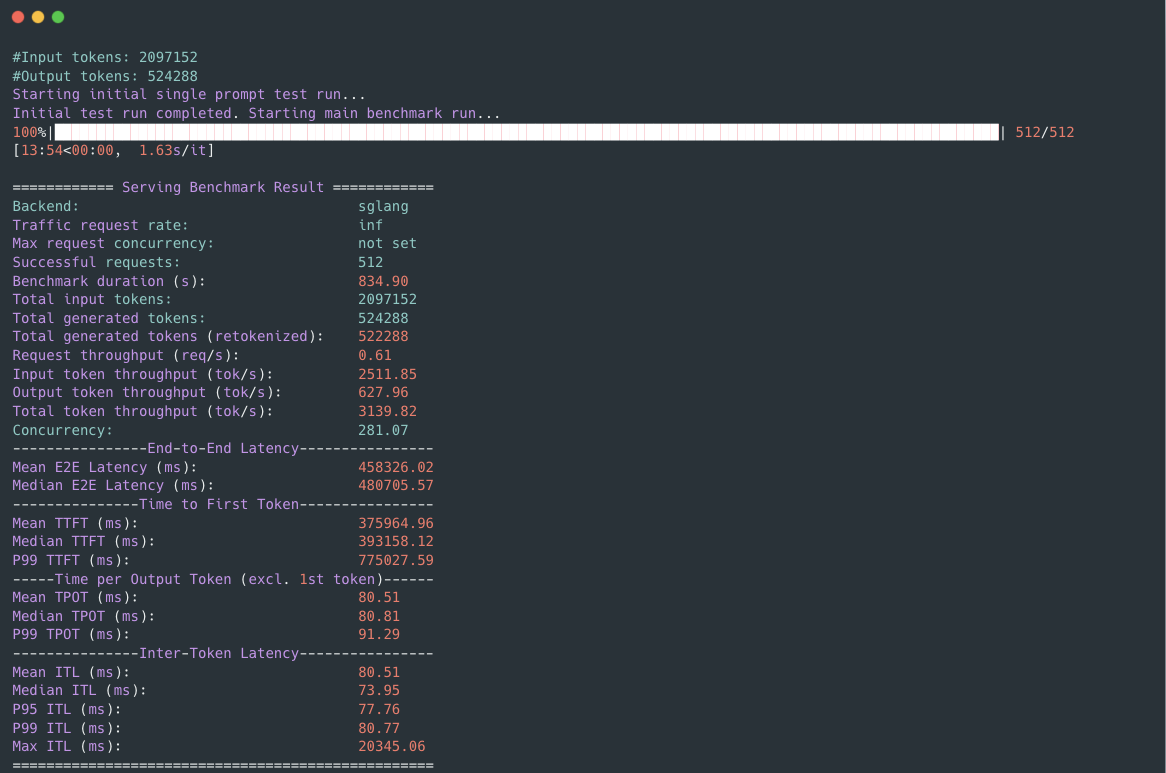 #Input tokens: 2097152
#Output tokens: 524288
Starting initial single prompt test run...
Initial test run completed. Starting main benchmark run...
100%|| 512/512
[13:54<00:00,  1.63s/it]
============ Serving Benchmark Result ============
Backend: sglang
Traffic request rate: inf
Max request concurrency: not set
Successful requests: 512
Benchmark duration (s): 834.90
Total input tokens: 2097152
Total generated tokens: 524288
Total generated tokens (retokenized): 522288
Request throughput (req/s): 0.61
Input token throughput (tok/s): 2511.85
Output token throughput (tok/s): 627.96
Total token throughput (tok/s): 3139.82
Concurrency: 281.07
----------------End-to-End Latency----------------
Mean E2E Latency (ms): 458326.02
Median E2E Latency (ms): 480705.57
---------------Time to First Token----------------
Mean TTFT (ms): 375964.96
Median TTFT (ms): 393158.12
P99 TTFT (ms): 775027.59
-----Time per Output Token (excl. 1st token)------
Mean TPOT (ms): 80.51
Median TPOT (ms): 80.81
P99 TPOT (ms): 91.29
---------------Inter-Token Latency----------------
Mean ITL (ms): 80.51
Median ITL (ms): 73.95
P95 ITL (ms): 77.76
P99 ITL (ms): 80.77
Max ITL (ms): 20345.06
==================================================